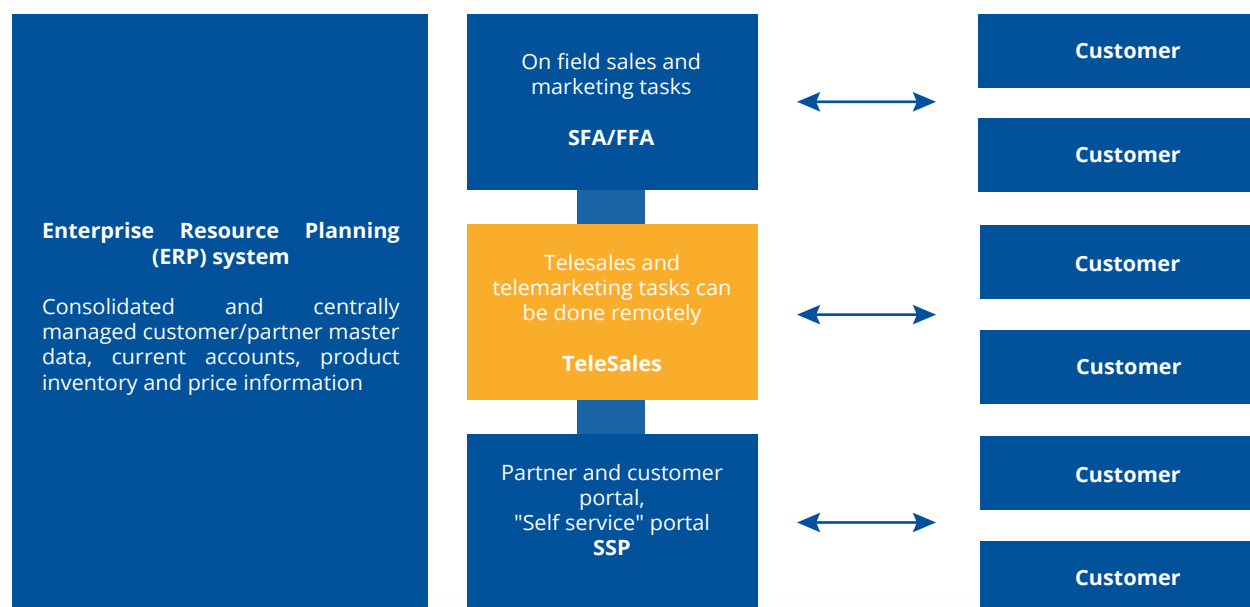 Enterprise Resource Planning
(ERP) system
Consolidated and centrally
managed customer/partner master
data, current accounts, product
inventory and price information
On field sales and
marketing tasks
SFA/FFA
Telesales and
telemarketing tasks can
be done remotely
TeleSales
Partner and customer
portal,
"Self service" portal
SSP
Customer
Customer
Customer
Customer
Customer
Customer